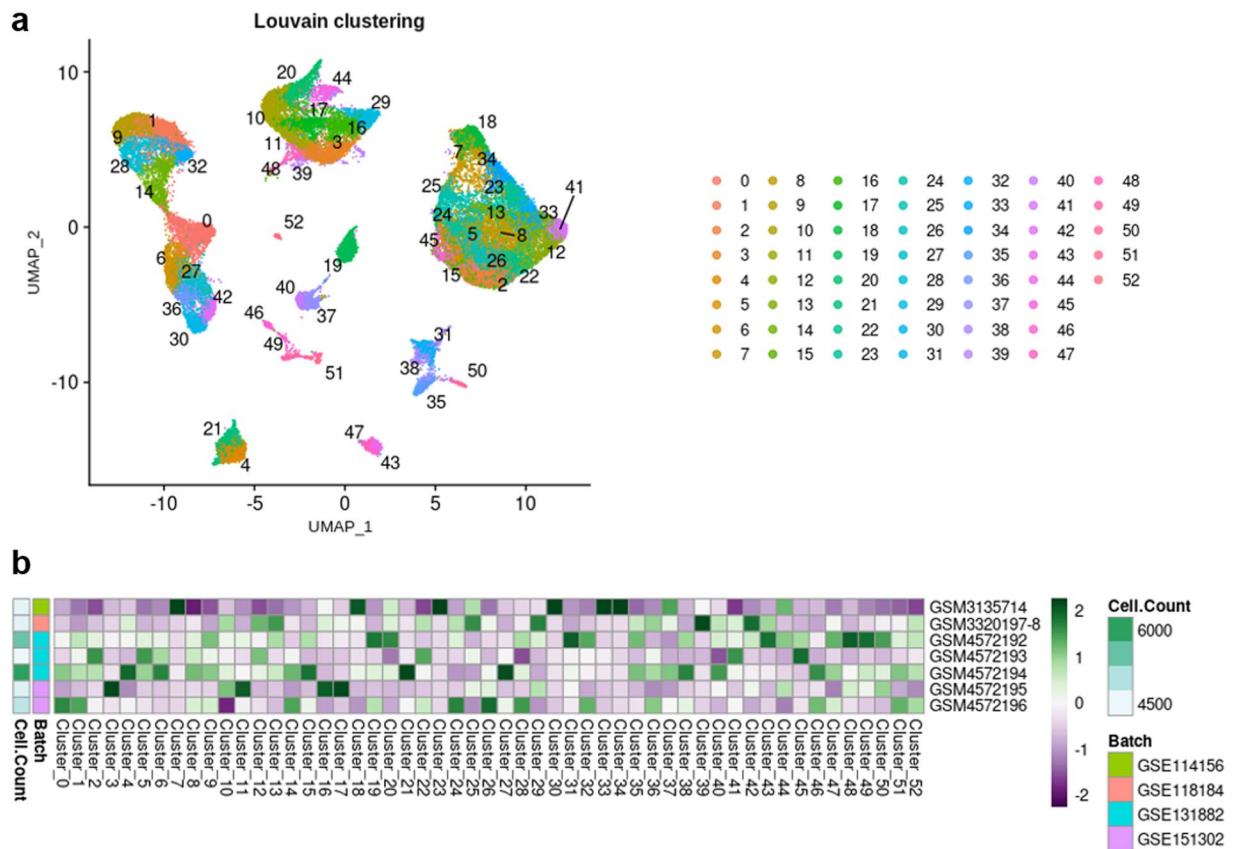 a
Louvain clustering
UMAP_2
10
0
-10
20
44
29
10
17
16
3
11
48
39
1
9
28
32
14
0
6
27
42
36
30
52
19
40
37
46
49
51
21
4
47
43
31
38
50
35
18
7
34
25
23
41
24
13
33
5
8
45
12
26
15
22
2
-10 -5 0 5 10
UMAP_1
0 8 16 24 32 40 48
1 9 17 25 33 41 49
2 10 18 26 34 42 50
3 11 19 27 35 43 51
4 12 20 28 36 44 52
5 13 21 29 37 45
6 14 22 30 38 46
7 15 23 31 39 47
b
GSM3135714
GSM3320197-8
GSM4572192
GSM4572193
GSM4572194
GSM4572195
GSM4572196
Cell.Count
Batch
Cluster_0
Cluster_1
Cluster_2
Cluster_3
Cluster_4
Cluster_5
Cluster_6
Cluster_7
Cluster_8
Cluster_9
Cluster_10
Cluster_11
Cluster_12
Cluster_13
Cluster_14
Cluster_15
Cluster_16
Cluster_17
Cluster_18
Cluster_19
Cluster_20
Cluster_21
Cluster_22
Cluster_23
Cluster_24
Cluster_25
Cluster_26
Cluster_27
Cluster_28
Cluster_29
Cluster_30
Cluster_31
Cluster_32
Cluster_33
Cluster_34
Cluster_35
Cluster_36
Cluster_37
Cluster_38
Cluster_39
Cluster_40
Cluster_41
Cluster_42
Cluster_43
Cluster_44
Cluster_45
Cluster_46
Cluster_47
Cluster_48
Cluster_49
Cluster_50
Cluster_51
Cluster_52
2
1
0
-1
-2
Cell.Count
6000
4500
Batch
GSE114156
GSE118184
GSE131882
GSE151302